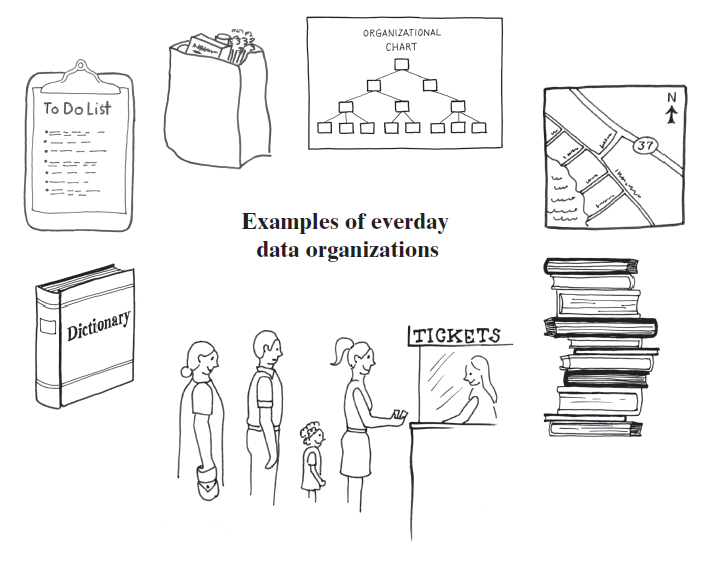 ORGANIZATIONAL
CHART
To Do List
N
37
Examples of everday
data organizations
Dictionary
TICKETS